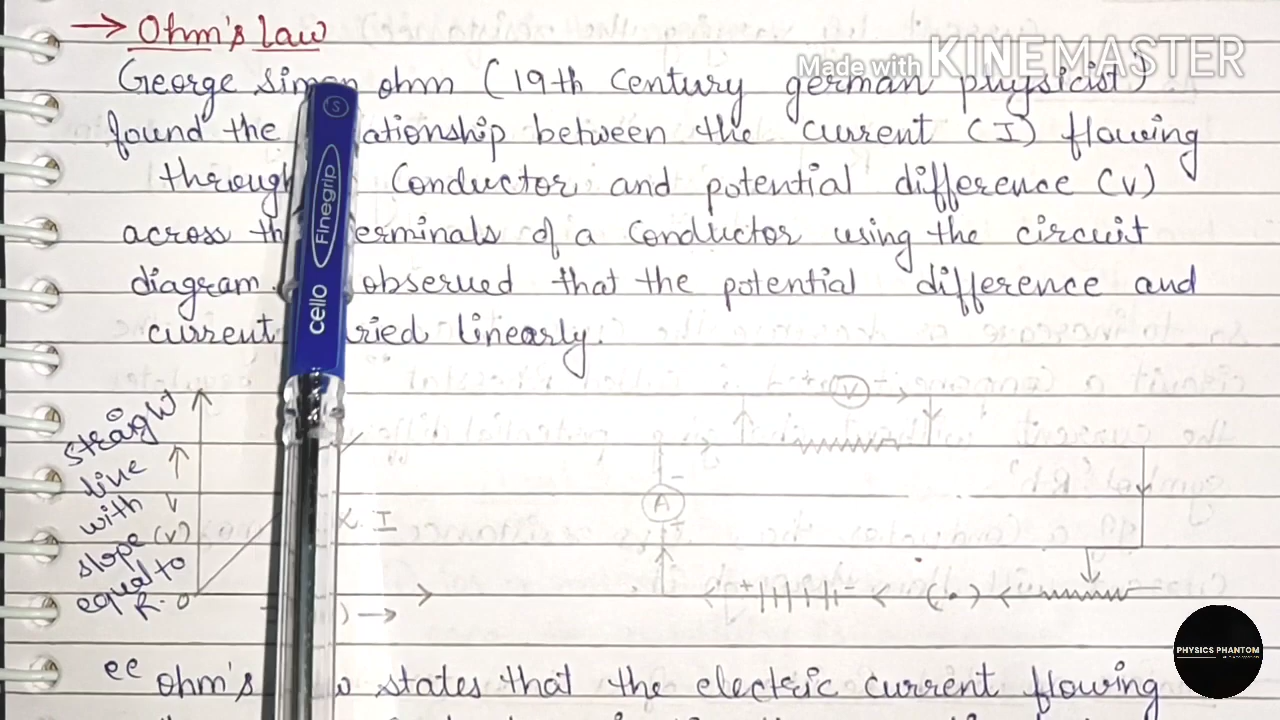 → Ohm's law
Made with KINEMASTER
George simon ohm (19th Century german physicist)
found the ationship between the current (I) flowing
through Conductor and potential difference (v)
across th erminals of a conductor using the circuit
diagram. observed that the potential difference and
current ried linearly.
S
Finegrip
cello
straight
line
with
slope (v)
equal to
R.
O
∝ I
) →
V
A
+ -
(•)
PHYSICS PHANTOM
ee ohm's w states that the electric current flowing